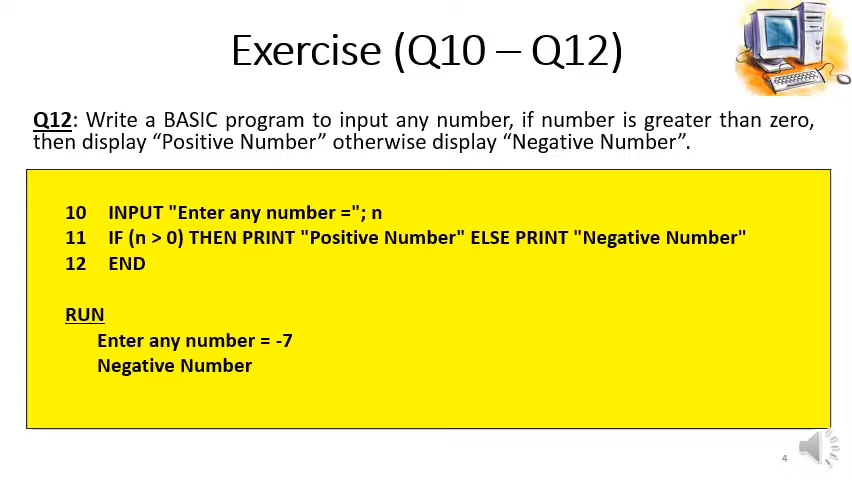 Exercise (Q10 – Q12)
Q12: Write a BASIC program to input any number, if number is greater than zero,
then display “Positive Number” otherwise display “Negative Number”.
10 INPUT "Enter any number ="; n
11 IF (n > 0) THEN PRINT "Positive Number" ELSE PRINT "Negative Number"
12 END
RUN
Enter any number = -7
Negative Number
4